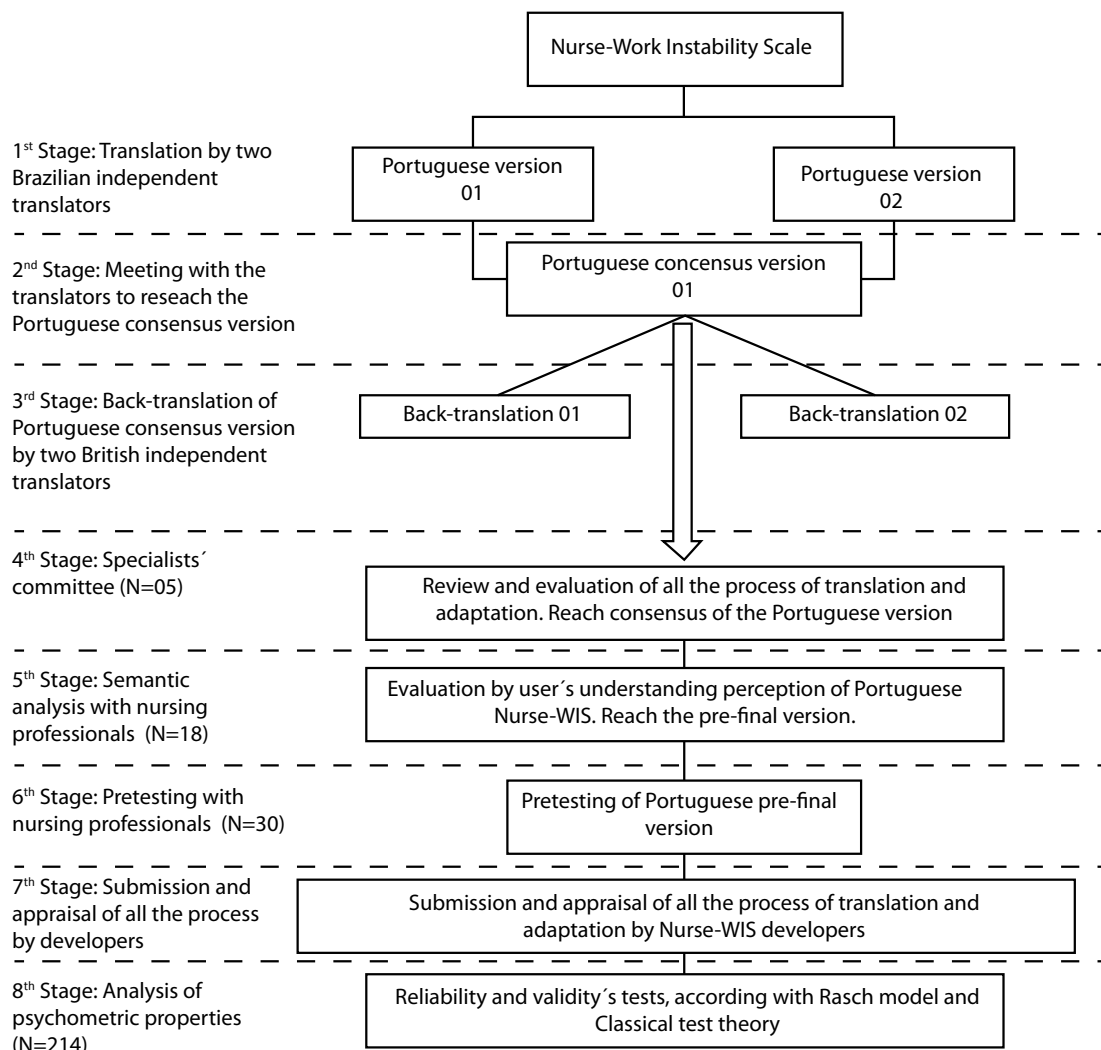 Nurse-Work Instability Scale
1st Stage: Translation by two
Brazilian independent
translators
Portuguese version
01
Portuguese version
02
2nd Stage: Meeting with the
translators to reseach the
Portuguese consensus version
Portuguese concensus version
01
3rd Stage: Back-translation of
Portuguese consensus version
by two British independent
translators
Back-translation 01
Back-translation 02
4th Stage: Specialists´
committee (N=05)
Review and evaluation of all the process of translation and
adaptation. Reach consensus of the Portuguese version
5th Stage: Semantic
analysis with nursing
professionals (N=18)
Evaluation by user´s understanding perception of Portuguese
Nurse-WIS. Reach the pre-final version.
6th Stage: Pretesting with
nursing professionals (N=30)
Pretesting of Portuguese pre-final
version
7th Stage: Submission and
appraisal of all the process
by developers
Submission and appraisal of all the process of translation and
adaptation by Nurse-WIS developers
8th Stage: Analysis of
psychometric properties
(N=214)
Reliability and validity´s tests, according with Rasch model and
Classical test theory